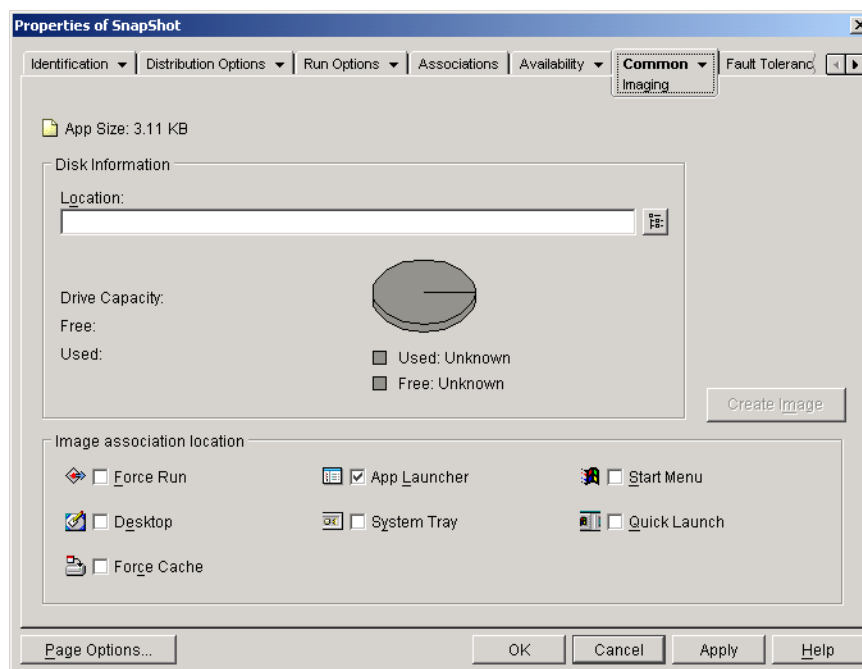 Properties of SnapShot
Identification
Distribution Options
Run Options
Associations
Availability
Common
Fault Toleranc
Imaging
App Size: 3.11 KB
Disk Information
Location:
Drive Capacity:
Free:
Used:
Used: Unknown
Free: Unknown
Create Image
Image association location
Force Run
App Launcher
Start Menu
Desktop
System Tray
Quick Launch
Force Cache
Page Options...
OK
Cancel
Apply
Help